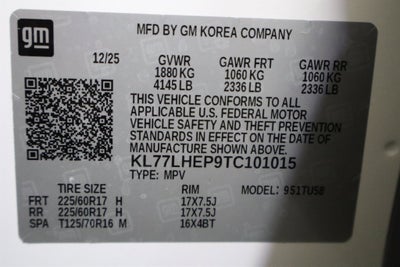 gm
MFD BY GM KOREA COMPANY
12/25 GVWR GAWR FRT GAWR RR
1880 KG 1060 KG 1060 KG
4145 LB 2336 LB 2336 LB
THIS VEHICLE CONFORMS TO ALL
APPLICABLE U.S. FEDERAL MOTOR
VEHICLE SAFETY AND THEFT PREVENTION
STANDARDS IN EFFECT ON THE DATE OF
MANUFACTURE SHOWN ABOVE.
KL77LHEP9TC101015
TYPE: MPV
TIRE SIZE RIM MODEL: 9S1TU58
FRT 225/60R17 H 17X7.5J
RR 225/60R17 H 17X7.5J
SPA T125/70R16 M 16X4BT